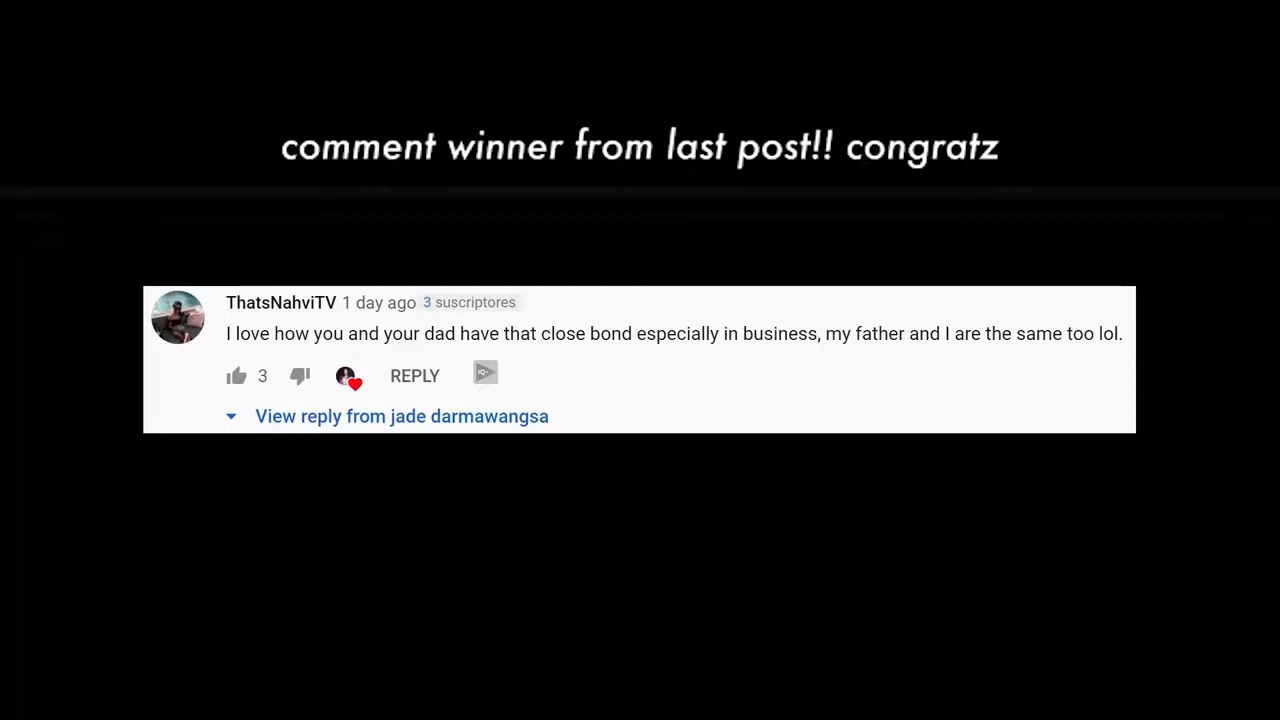 comment winner from last post!! congratz
ThatsNahviTV 1 day ago 3 suscriptores
I love how you and your dad have that close bond especially in business, my father and I are the same too lol.
3 REPLY IQ
View reply from jade darmawangsa